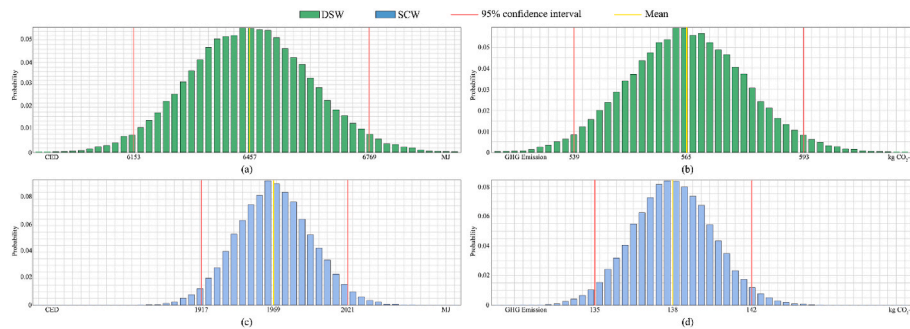 DSW SCW 95% confidence interval Mean
Probability
0.05
0.04
0.03
0.02
0.01
0
CED 6153 6457 6769 MJ
(a)
Probability
0.05
0.04
0.03
0.02
0.01
0
GHG Emission 539 565 593 kg CO₂-
(b)
Probability
0.08
0.06
0.04
0.02
0
CED 1917 1969 2021 MJ
(c)
Probability
0.08
0.06
0.04
0.02
0
GHG Emission 135 138 142 kg CO₂-
(d)